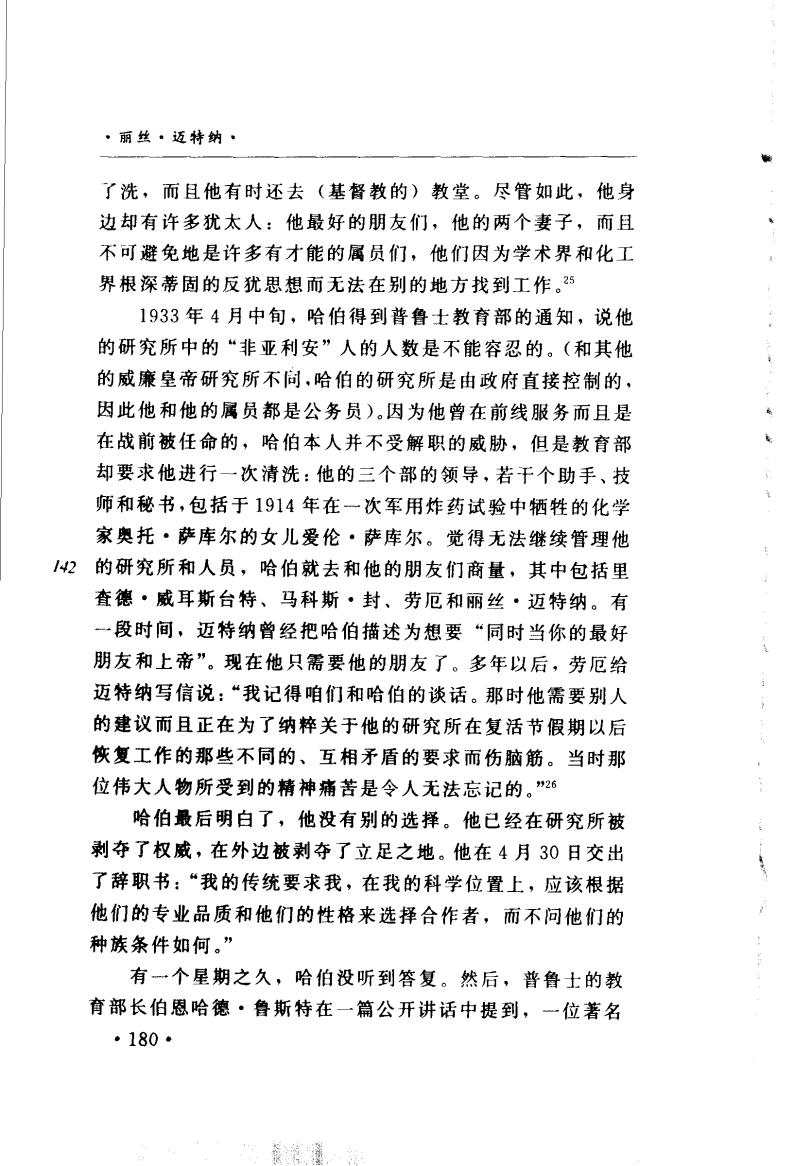 ·丽丝·迈特纳·
了洗，而且他有时还去（基督教的）教堂。尽管如此，他身
边却有许多犹太人：他最好的朋友们，他的两个妻子，而且
不可避免地是许多有才能的属员们，他们因为学术界和化工
界根深蒂固的反犹思想而无法在别的地方找到工作。25
1933 年 4 月中旬，哈伯得到普鲁士教育部的通知，说他
的研究所中的“非亚利安”人的人数是不能容忍的。（和其他
的威廉皇帝研究所不同，哈伯的研究所是由政府直接控制的，
因此他和他的属员都是公务员）。因为他曾在前线服务而且是
在战前被任命的，哈伯本人并不受解职的威胁，但是教育部
却要求他进行一次清洗：他的三个部的领导，若干个助手、技
师和秘书，包括于 1914 年在一次军用炸药试验中牺牲的化学
家奥托·萨库尔的女儿爱伦·萨库尔。觉得无法继续管理他
142 的研究所和人员，哈伯就去和他的朋友们商量，其中包括里
查德·威耳斯台特、马科斯·封、劳厄和丽丝·迈特纳。有
一段时间，迈特纳曾经把哈伯描述为想要“同时当你的最好
朋友和上帝”。现在他只需要他的朋友了。多年以后，劳厄给
迈特纳写信说：“我记得咱们和哈伯的谈话。那时他需要别人
的建议而且正在为了纳粹关于他的研究所在复活节假期以后
恢复工作的那些不同的、互相矛盾的要求而伤脑筋。当时那
位伟大人物所受到的精神痛苦是令人无法忘记的。”26
哈伯最后明白了，他没有别的选择。他已经在研究所被
剥夺了权威，在外边被剥夺了立足之地。他在 4 月 30 日交出
了辞职书：“我的传统要求我，在我的科学位置上，应该根据
他们的专业品质和他们的性格来选择合作者，而不问他们的
种族条件如何。”
有一个星期之久，哈伯没听到答复。然后，普鲁士的教
育部长伯恩哈德·鲁斯特在一篇公开讲话中提到，一位著名
·180·